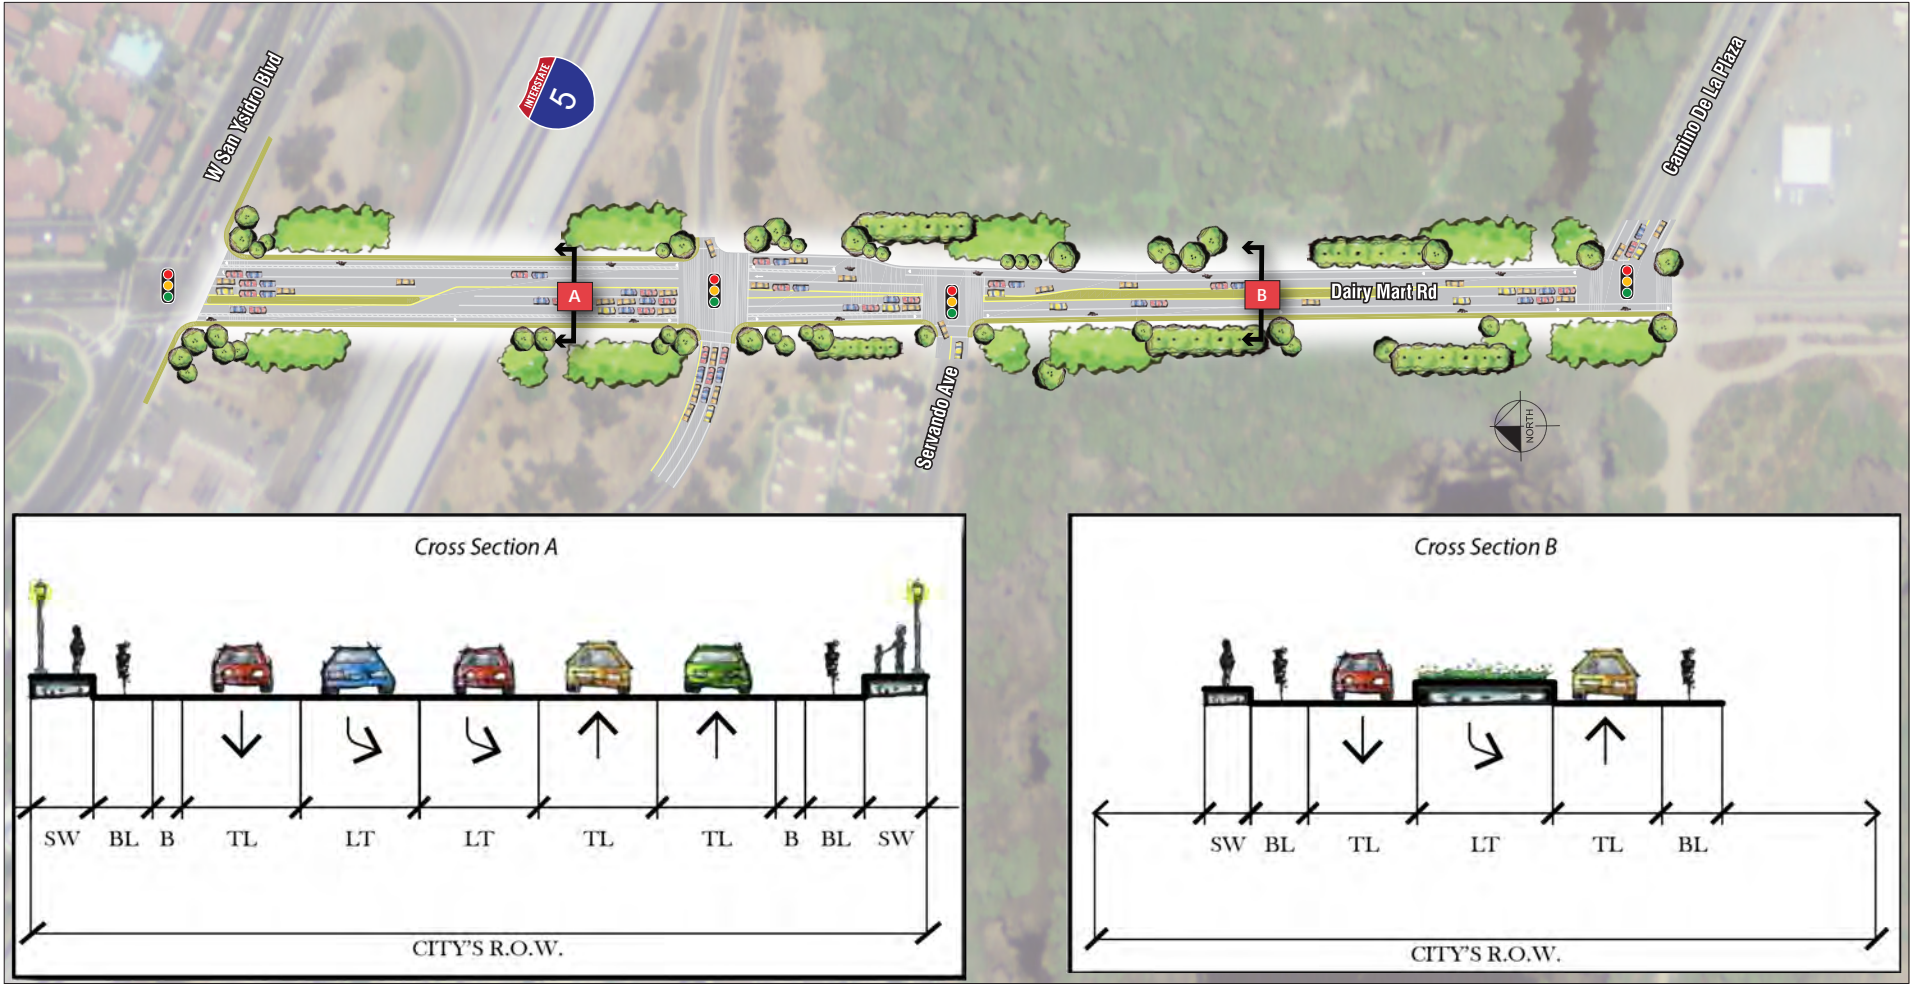 W San Ysidro Blvd
INTERSTATE
5
Camino De La Plaza
A
B
Dairy Mart Rd
Servando Ave
NORTH
Cross Section A
SW BL B TL LT LT TL TL B BL SW
CITY'S R.O.W.
Cross Section B
SW BL TL LT TL BL
CITY'S R.O.W.